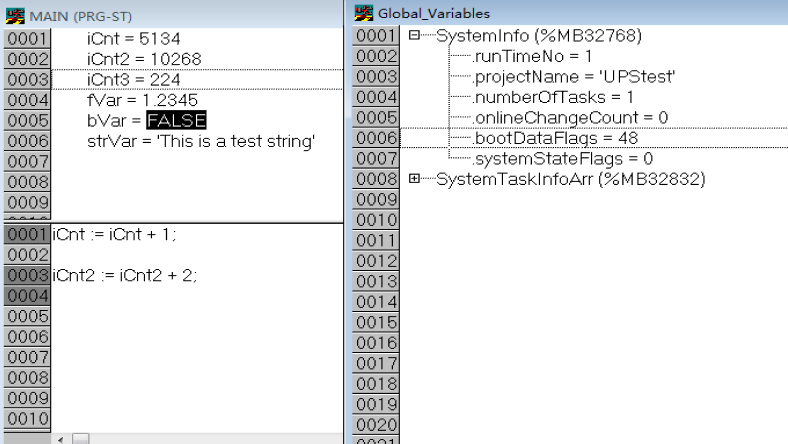 MAIN (PRG-ST)
0001 iCnt = 5134
0002 iCnt2 = 10268
0003 iCnt3 = 224
0004 fVar = 1.2345
0005 bVar = FALSE
0006 strVar = 'This is a test string'
0007
0008
0009
0001 iCnt := iCnt + 1;
0002
0003 iCnt2 := iCnt2 + 2;
0004
0005
0006
0007
0008
0009
0010
Global_Variables
0001 SystemInfo (%MB32768)
0002 .runTimeNo = 1
0003 .projectName = 'UPStest'
0004 .numberOfTasks = 1
0005 .onlineChangeCount = 0
0006 .bootDataFlags = 48
0007 .systemStateFlags = 0
0008 SystemTaskInfoArr (%MB32832)
0009
0010
0011
0012
0013
0014
0015
0016
0017
0018
0019
0020